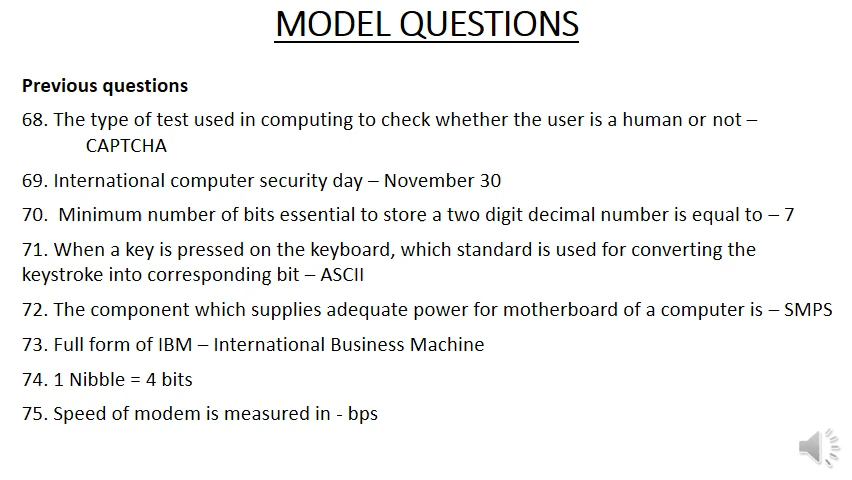 MODEL QUESTIONS
Previous questions
68. The type of test used in computing to check whether the user is a human or not –
CAPTCHA
69. International computer security day – November 30
70.  Minimum number of bits essential to store a two digit decimal number is equal to – 7
71. When a key is pressed on the keyboard, which standard is used for converting the
keystroke into corresponding bit – ASCII
72. The component which supplies adequate power for motherboard of a computer is – SMPS
73. Full form of IBM – International Business Machine
74. 1 Nibble = 4 bits
75. Speed of modem is measured in - bps